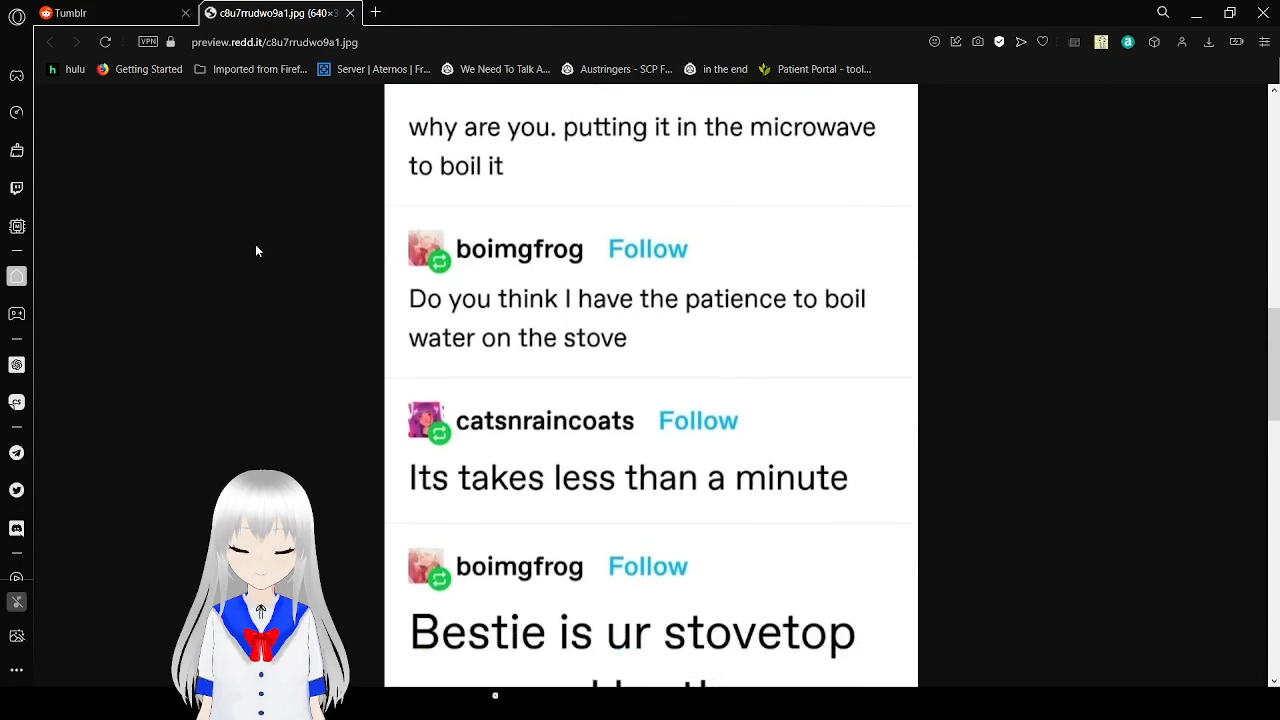 Tumblr
c8u7rrudwo9a1.jpg (640×3
VPN
preview.redd.it/c8u7rrudwo9a1.jpg
hulu
Getting Started
Imported from Firef...
Server | Aternos | Fr...
We Need To Talk A...
Austringers - SCP F...
in the end
Patient Portal - tool...
why are you. putting it in the microwave
to boil it
boimgfrog Follow
Do you think I have the patience to boil
water on the stove
catsnraincoats Follow
Its takes less than a minute
boimgfrog Follow
Bestie is ur stovetop